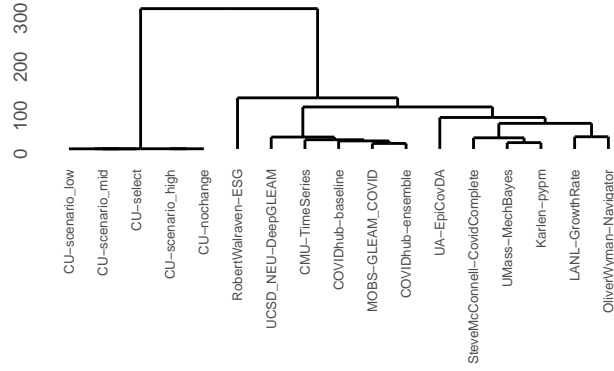 300
200
100
0
CU−scenario_low
CU−scenario_mid
CU−select
CU−scenario_high
CU−nochange
RobertWalraven−ESG
UCSD_NEU−DeepGLEAM
CMU−TimeSeries
COVIDhub−baseline
MOBS−GLEAM_COVID
COVIDhub−ensemble
UA−EpiCovDA
SteveMcConnell−CovidComplete
UMass−MechBayes
Karlen−pypm
LANL−GrowthRate
OliverWyman−Navigator